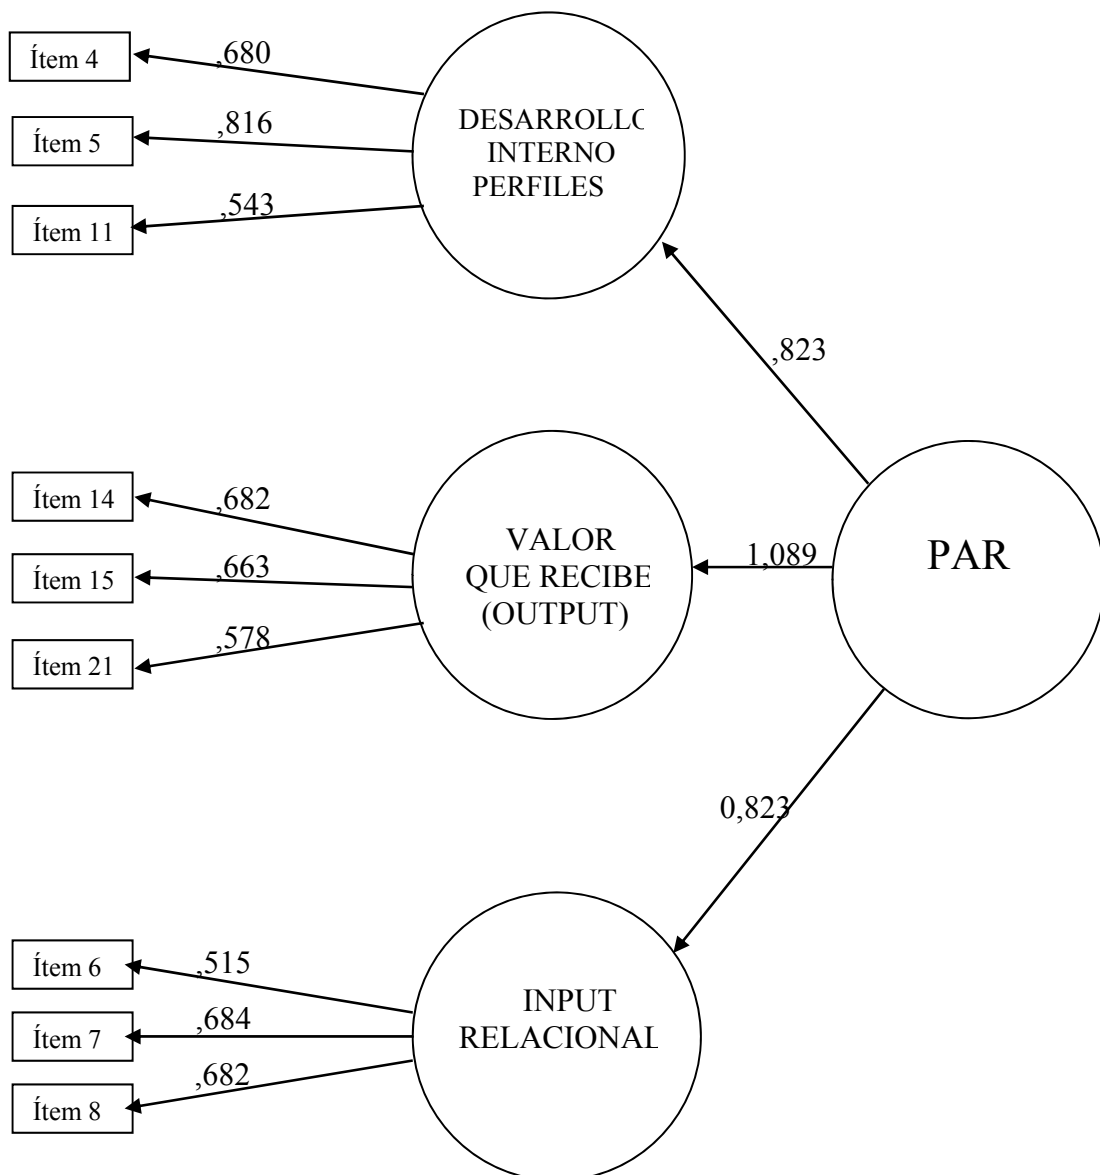 Ítem 4
,680
Ítem 5
,816
Ítem 11
,543
DESARROLLO
INTERNO
PERFILES
,823
Ítem 14
,682
Ítem 15
,663
Ítem 21
,578
VALOR
QUE RECIBE
(OUTPUT)
1,089
PAR
0,823
Ítem 6
,515
Ítem 7
,684
Ítem 8
,682
INPUT
RELACIONAL